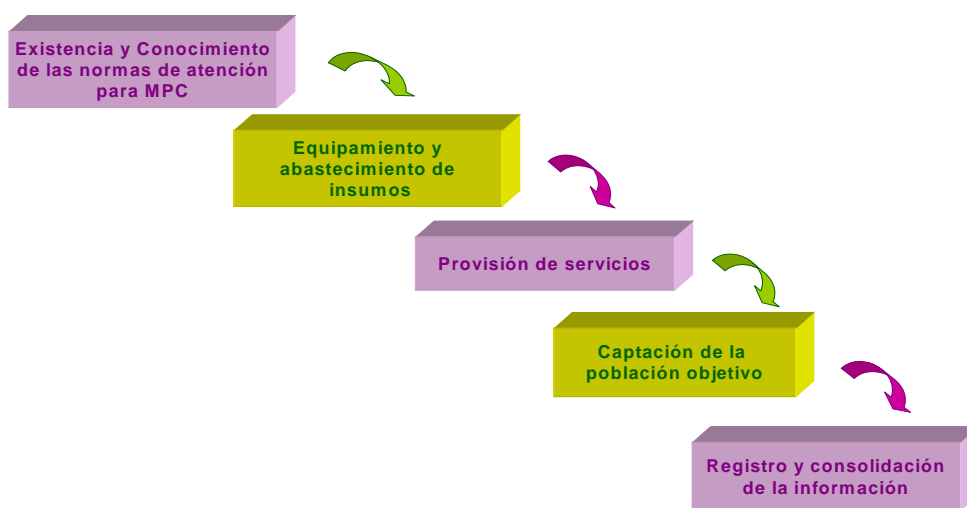 Existencia y Conocimiento
de las normas de atención
para MPC
Equipamiento y
abastecimiento de
insumos
Provisión de servicios
Captación de la
población objetivo
Registro y consolidación
de la información